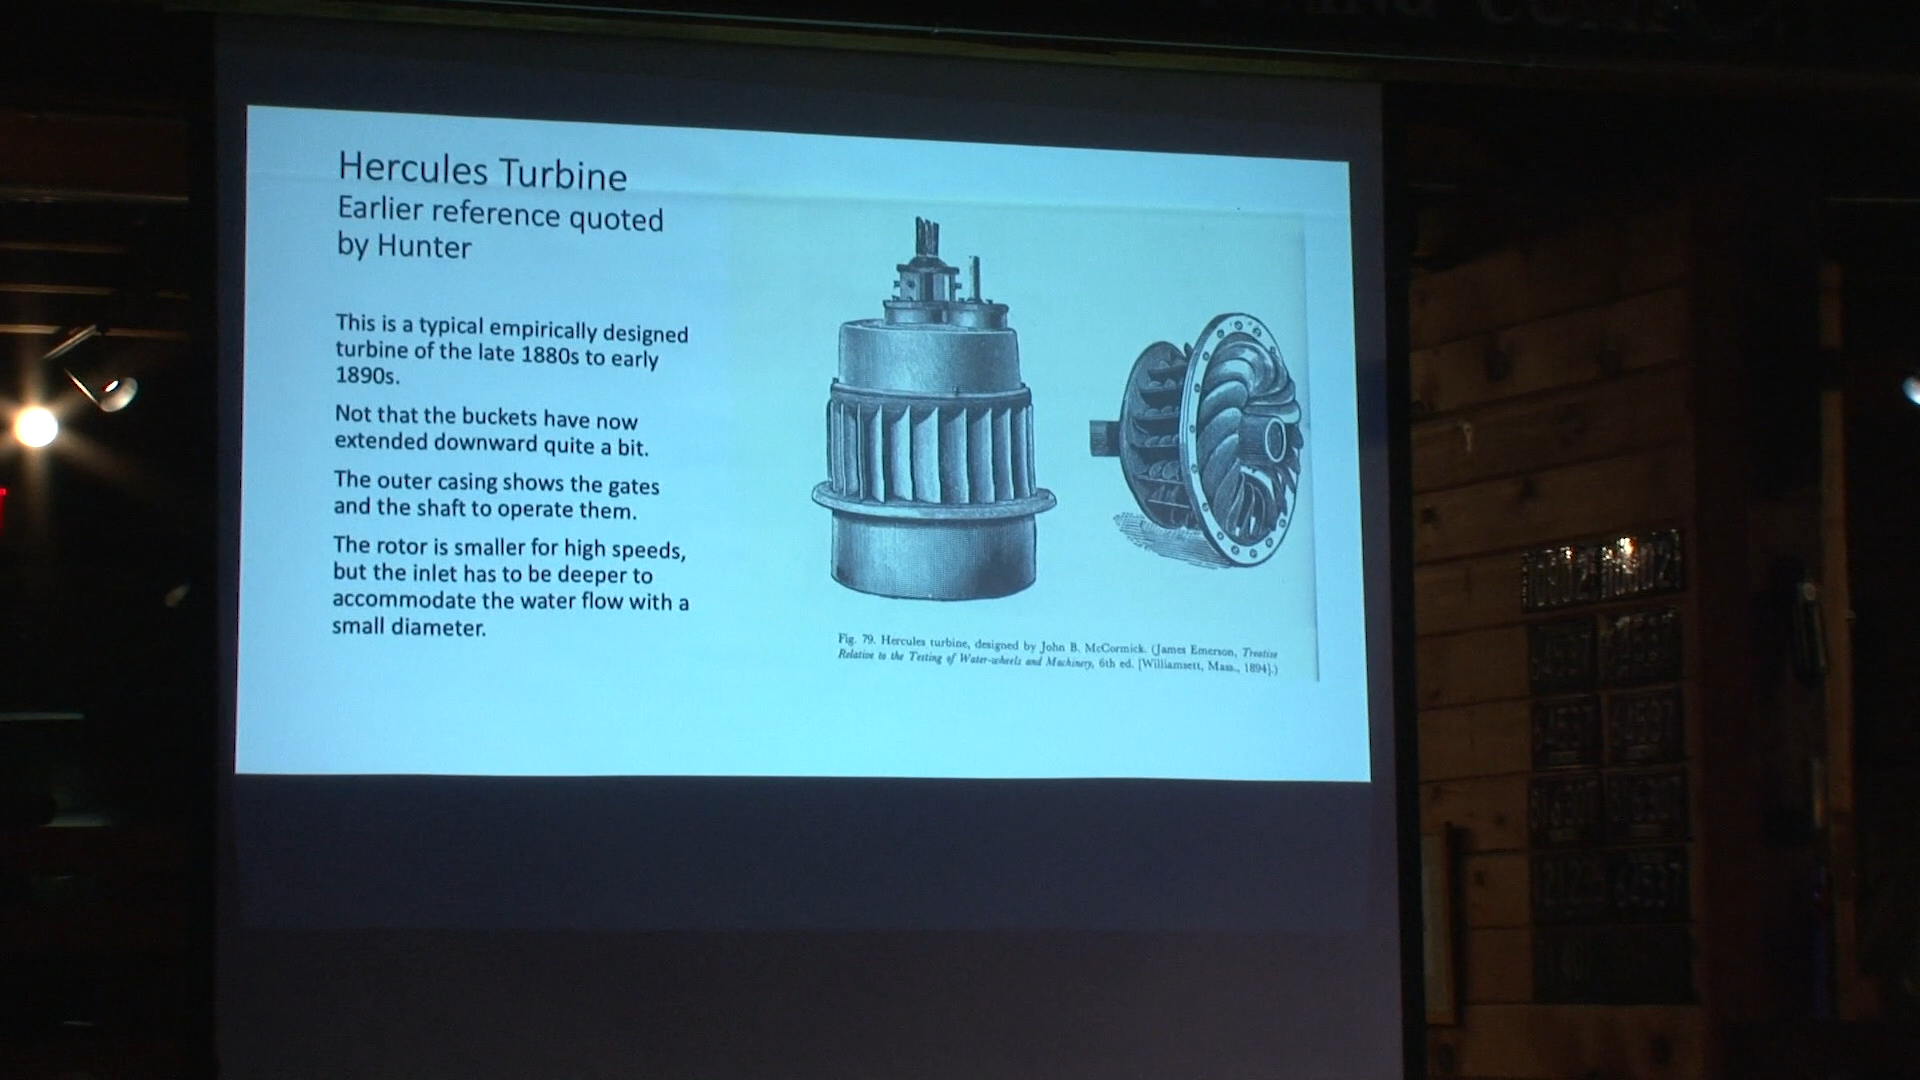 Hercules Turbine
Earlier reference quoted
by Hunter
This is a typical empirically designed
turbine of the late 1880s to early
1890s.
Not that the buckets have now
extended downward quite a bit.
The outer casing shows the gates
and the shaft to operate them.
The rotor is smaller for high speeds,
but the inlet has to be deeper to
accommodate the water flow with a
small diameter.
Fig. 79. Hercules turbine, designed by John B. McCormick. (James Emerson, Treatise
Relative to the Testing of Water-wheels and Machinery, 6th ed. [Williamsett, Mass., 1894].)